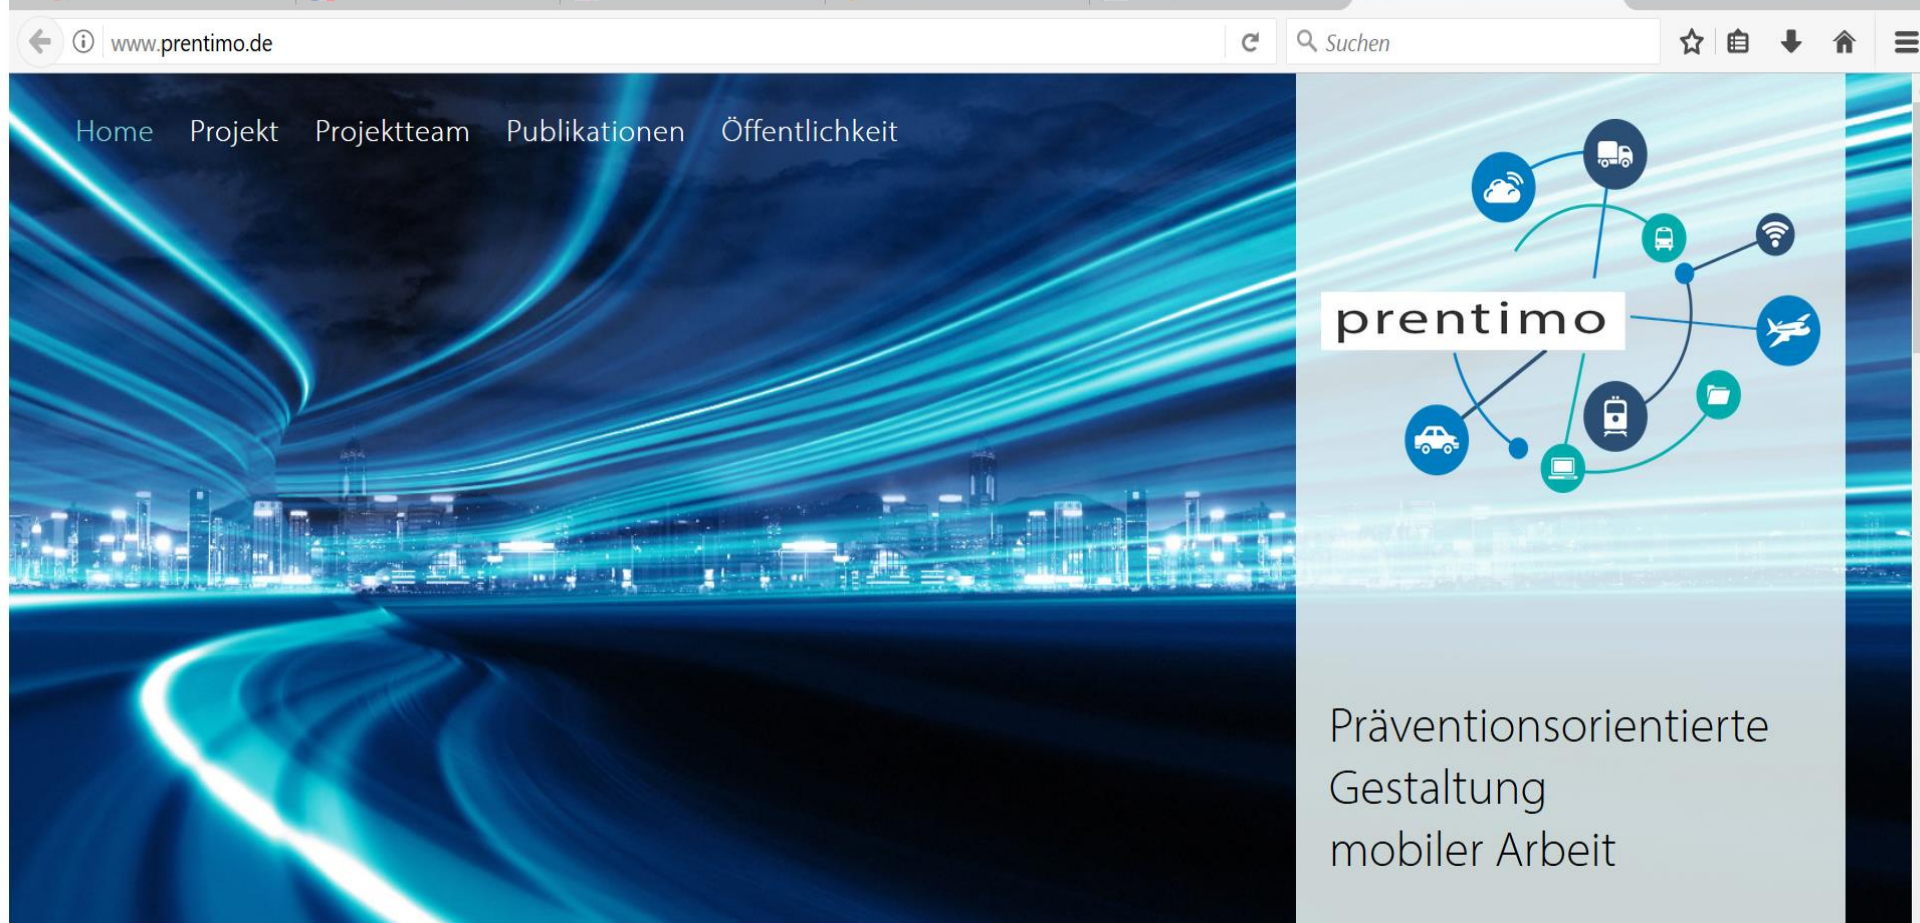 www.prentimo.de
Suchen
Home Projekt Projektteam Publikationen Öffentlichkeit
prentimo
Präventionsorientierte
Gestaltung
mobiler Arbeit